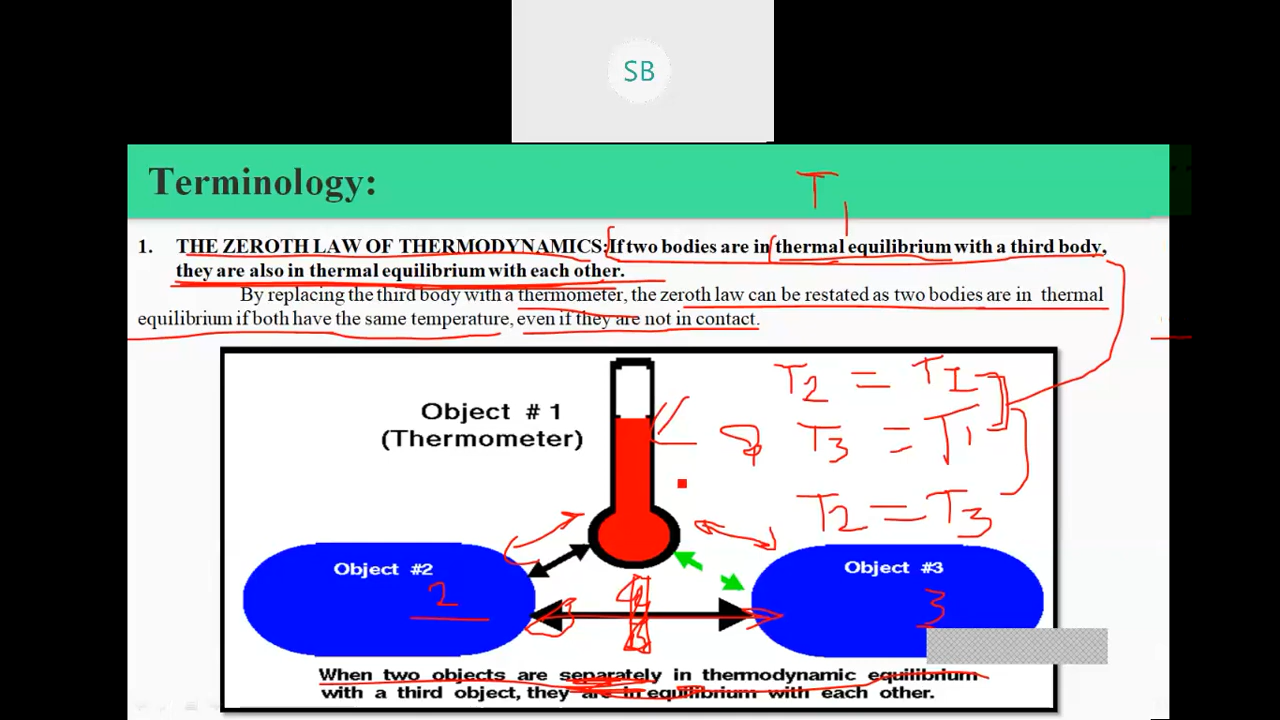 SB
Terminology:
T1
1. THE ZEROTH LAW OF THERMODYNAMICS: If two bodies are in thermal equilibrium with a third body,
they are also in thermal equilibrium with each other.
By replacing the third body with a thermometer, the zeroth law can be restated as two bodies are in thermal
equilibrium if both have the same temperature, even if they are not in contact.
T2 = T1
Object # 1
(Thermometer)
T3 = T1
T2 = T3
Object #2
Object #3
2
3
When two objects are separately in thermodynamic equilibrium
with a third object, they are in equilibrium with each other.